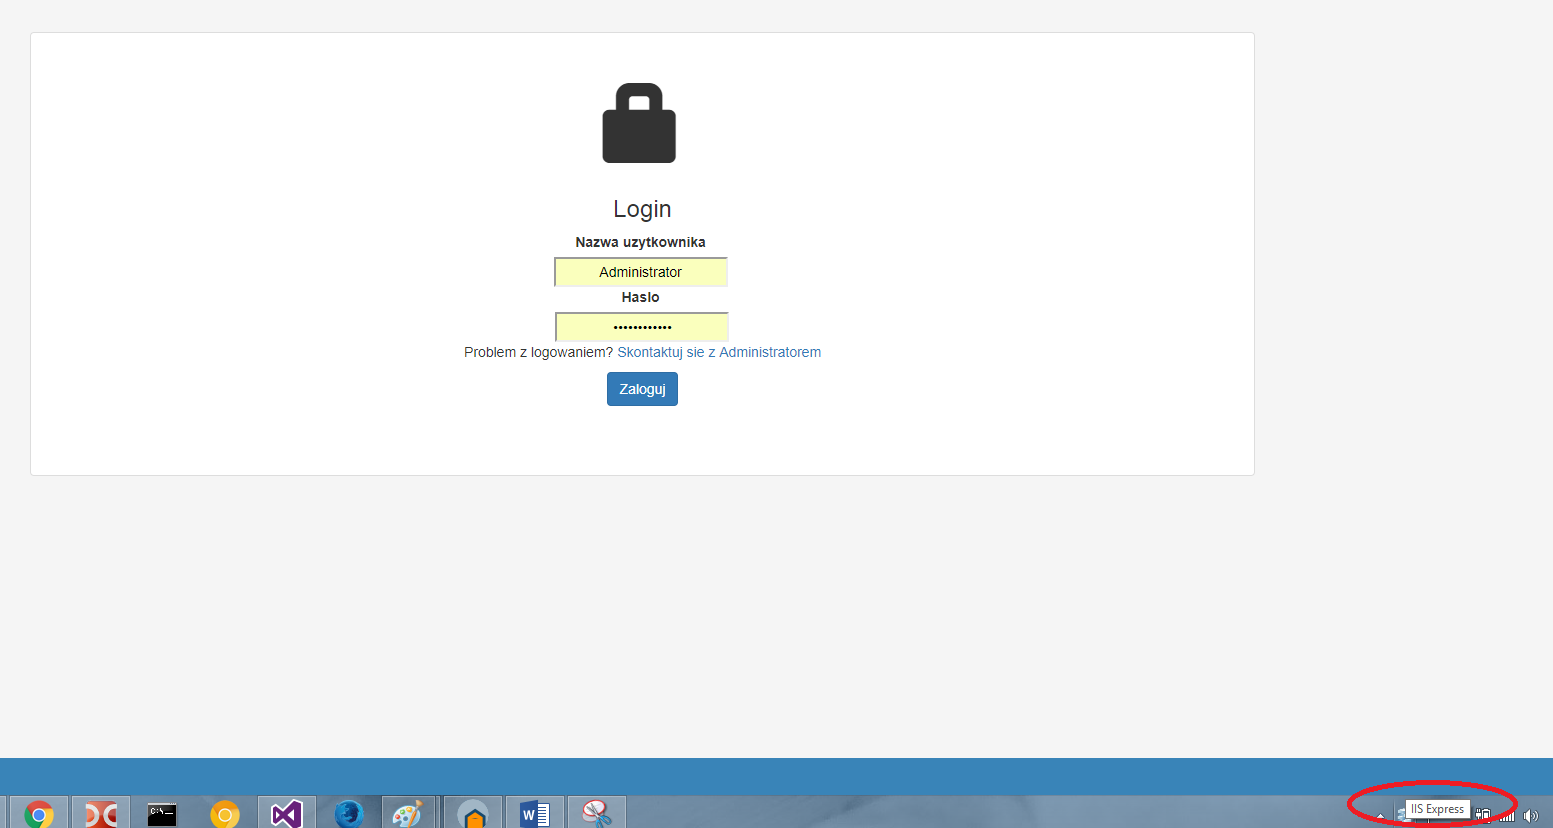 Login
Nazwa uzytkownika
Administrator
Haslo
••••••••••••
Problem z logowaniem? Skontaktuj sie z Administratorem
Zaloguj
C:\_
W
IIS Express